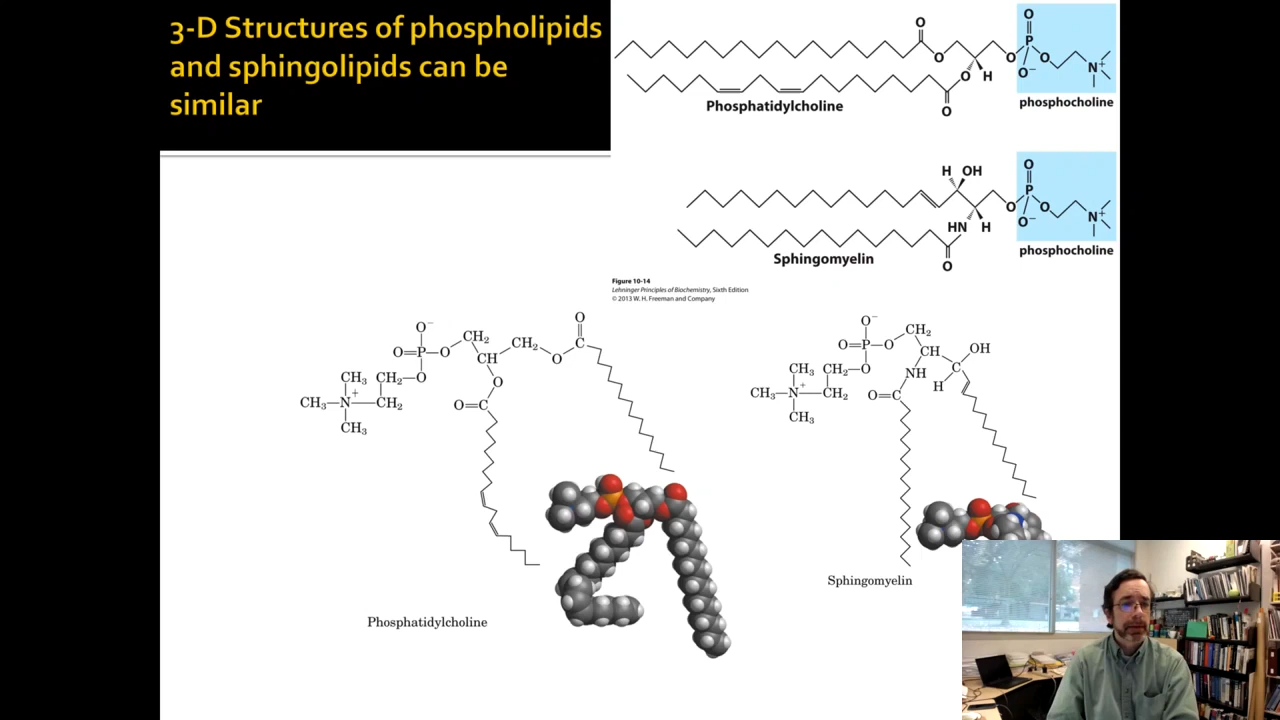 3-D Structures of phospholipids
and sphingolipids can be
similar
O
O
P
O
O
O⁻
N⁺
O
H
O
Phosphatidylcholine
phosphocholine
H
OH
O
P
O
O
O⁻
N⁺
HN
H
O
Sphingomyelin
phosphocholine
Figure 10-14
Lehninger Principles of Biochemistry, Sixth Edition
© 2013 W. H. Freeman and Company
O⁻
O=P—O
CH₂
CH
CH₂
O
C
O
CH₃
CH₂—O
CH₃—N⁺—CH₂
CH₃
O
O=C
Phosphatidylcholine
O⁻
O=P—O
CH₂
CH
OH
C
H
NH
CH₃
CH₂—O
CH₃—N⁺—CH₂
CH₃
O=C
Sphingomyelin